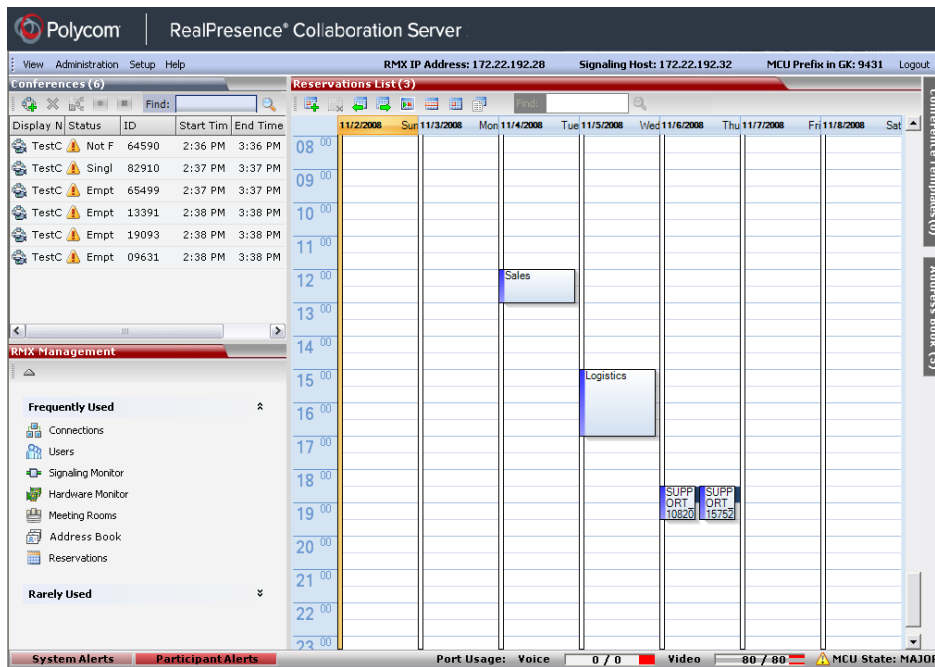 Polycom RealPresence® Collaboration Server
View Administration Setup Help RMX IP Address: 172.22.192.28 Signaling Host: 172.22.192.32 MCU Prefix in GK: 9431 Logout
Conferences (6)
Find:
Display N Status ID Start Tim End Time
TestC Not F 64590 2:36 PM 3:36 PM
TestC Singl 82910 2:37 PM 3:37 PM
TestC Empt 65499 2:37 PM 3:37 PM
TestC Empt 13391 2:38 PM 3:38 PM
TestC Empt 19093 2:38 PM 3:38 PM
TestC Empt 09631 2:38 PM 3:38 PM
RMX Management
Frequently Used
Connections
Users
Signaling Monitor
Hardware Monitor
Meeting Rooms
Address Book
Reservations
Rarely Used
Reservations List (3)
Find:
11/2/2008 Sun 11/3/2008 Mon 11/4/2008 Tue 11/5/2008 Wed 11/6/2008 Thu 11/7/2008 Fri 11/8/2008 Sat
08 00
09 00
10 00
11 00
12 00
Sales
13 00
14 00
15 00
Logistics
16 00
17 00
18 00
SUPP
ORT
10820
SUPP
ORT
15752
19 00
20 00
21 00
22 00
23 00
Conference Templates (6)
Address Book (3)
System Alerts Participant Alerts Port Usage: Voice 0 / 0 Video 80 / 80 MCU State: MAJOR